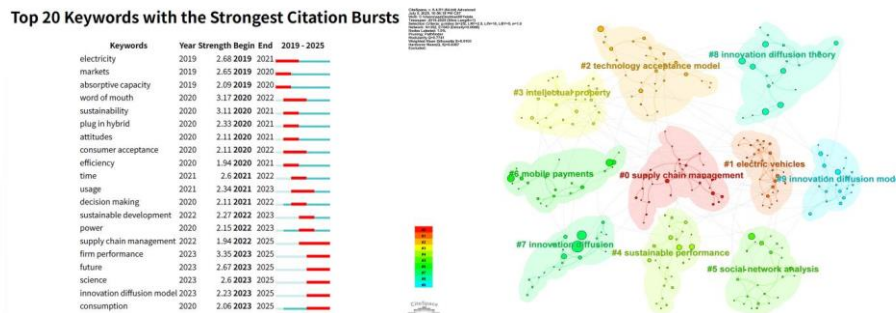 Top 20 Keywords with the Strongest Citation Bursts
Keywords Year Strength Begin End 2019 - 2025
electricity 2019 2.68 2019 2021
markets 2019 2.65 2019 2020
absorptive capacity 2019 2.09 2019 2020
word of mouth 2020 3.17 2020 2022
sustainability 2020 3.11 2020 2021
plug in hybrid 2020 2.33 2020 2021
attitudes 2020 2.11 2020 2021
consumer acceptance 2020 2.11 2020 2022
efficiency 2020 1.94 2020 2021
time 2021 2.6 2021 2022
usage 2021 2.34 2021 2023
decision making 2020 2.11 2021 2022
sustainable development 2022 2.27 2022 2023
power 2020 2.15 2022 2023
supply chain management 2022 1.94 2022 2025
firm performance 2023 3.35 2023 2025
future 2023 2.67 2023 2025
science 2023 2.6 2023 2025
innovation diffusion model 2023 2.23 2023 2025
consumption 2020 2.06 2023 2025
#8 innovation diffusion theory
#2 technology acceptance model
#3 intellectual property
#1 electric vehicles
#6 mobile payments
#0 supply chain management
#9 innovation diffusion mode
#7 innovation diffusion
#4 sustainable performance
#5 social network analysis
CiteSpace